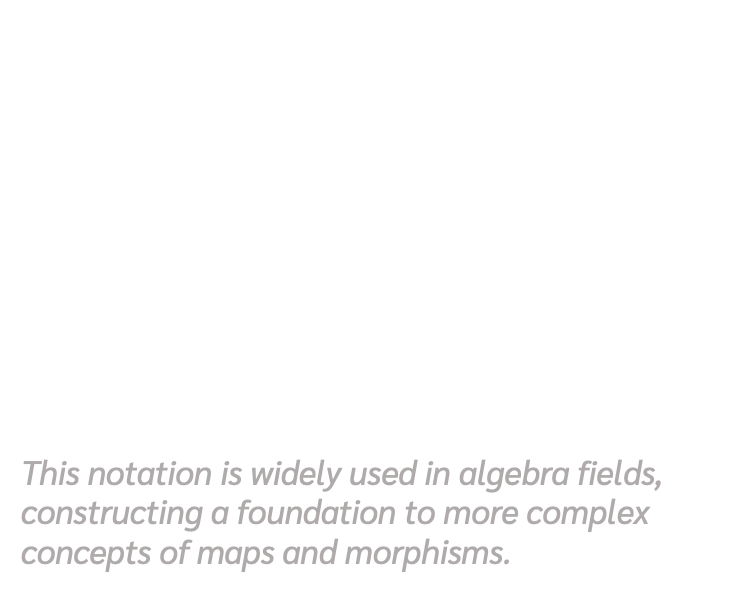 This notation is widely used in algebra fields,
constructing a foundation to more complex
concepts of maps and morphisms.